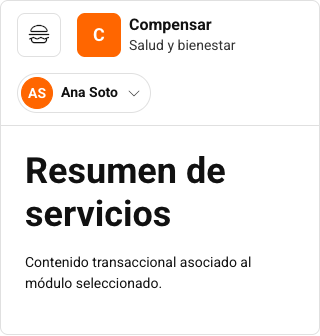 C
Compensar
Salud y bienestar
AS
Ana Soto
Resumen de
servicios
Contenido transaccional asociado al
módulo seleccionado.